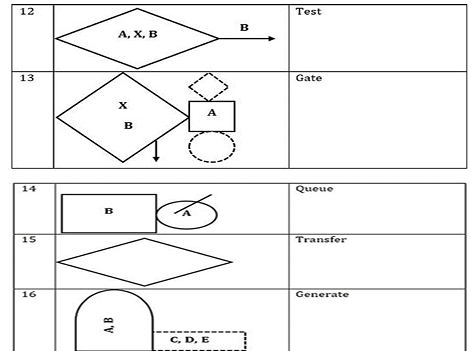 12
A, X, B
B
Test
13
X
B
A
Gate
14
B
A
Queue
15
Transfer
16
A, B
C, D, E
Generate